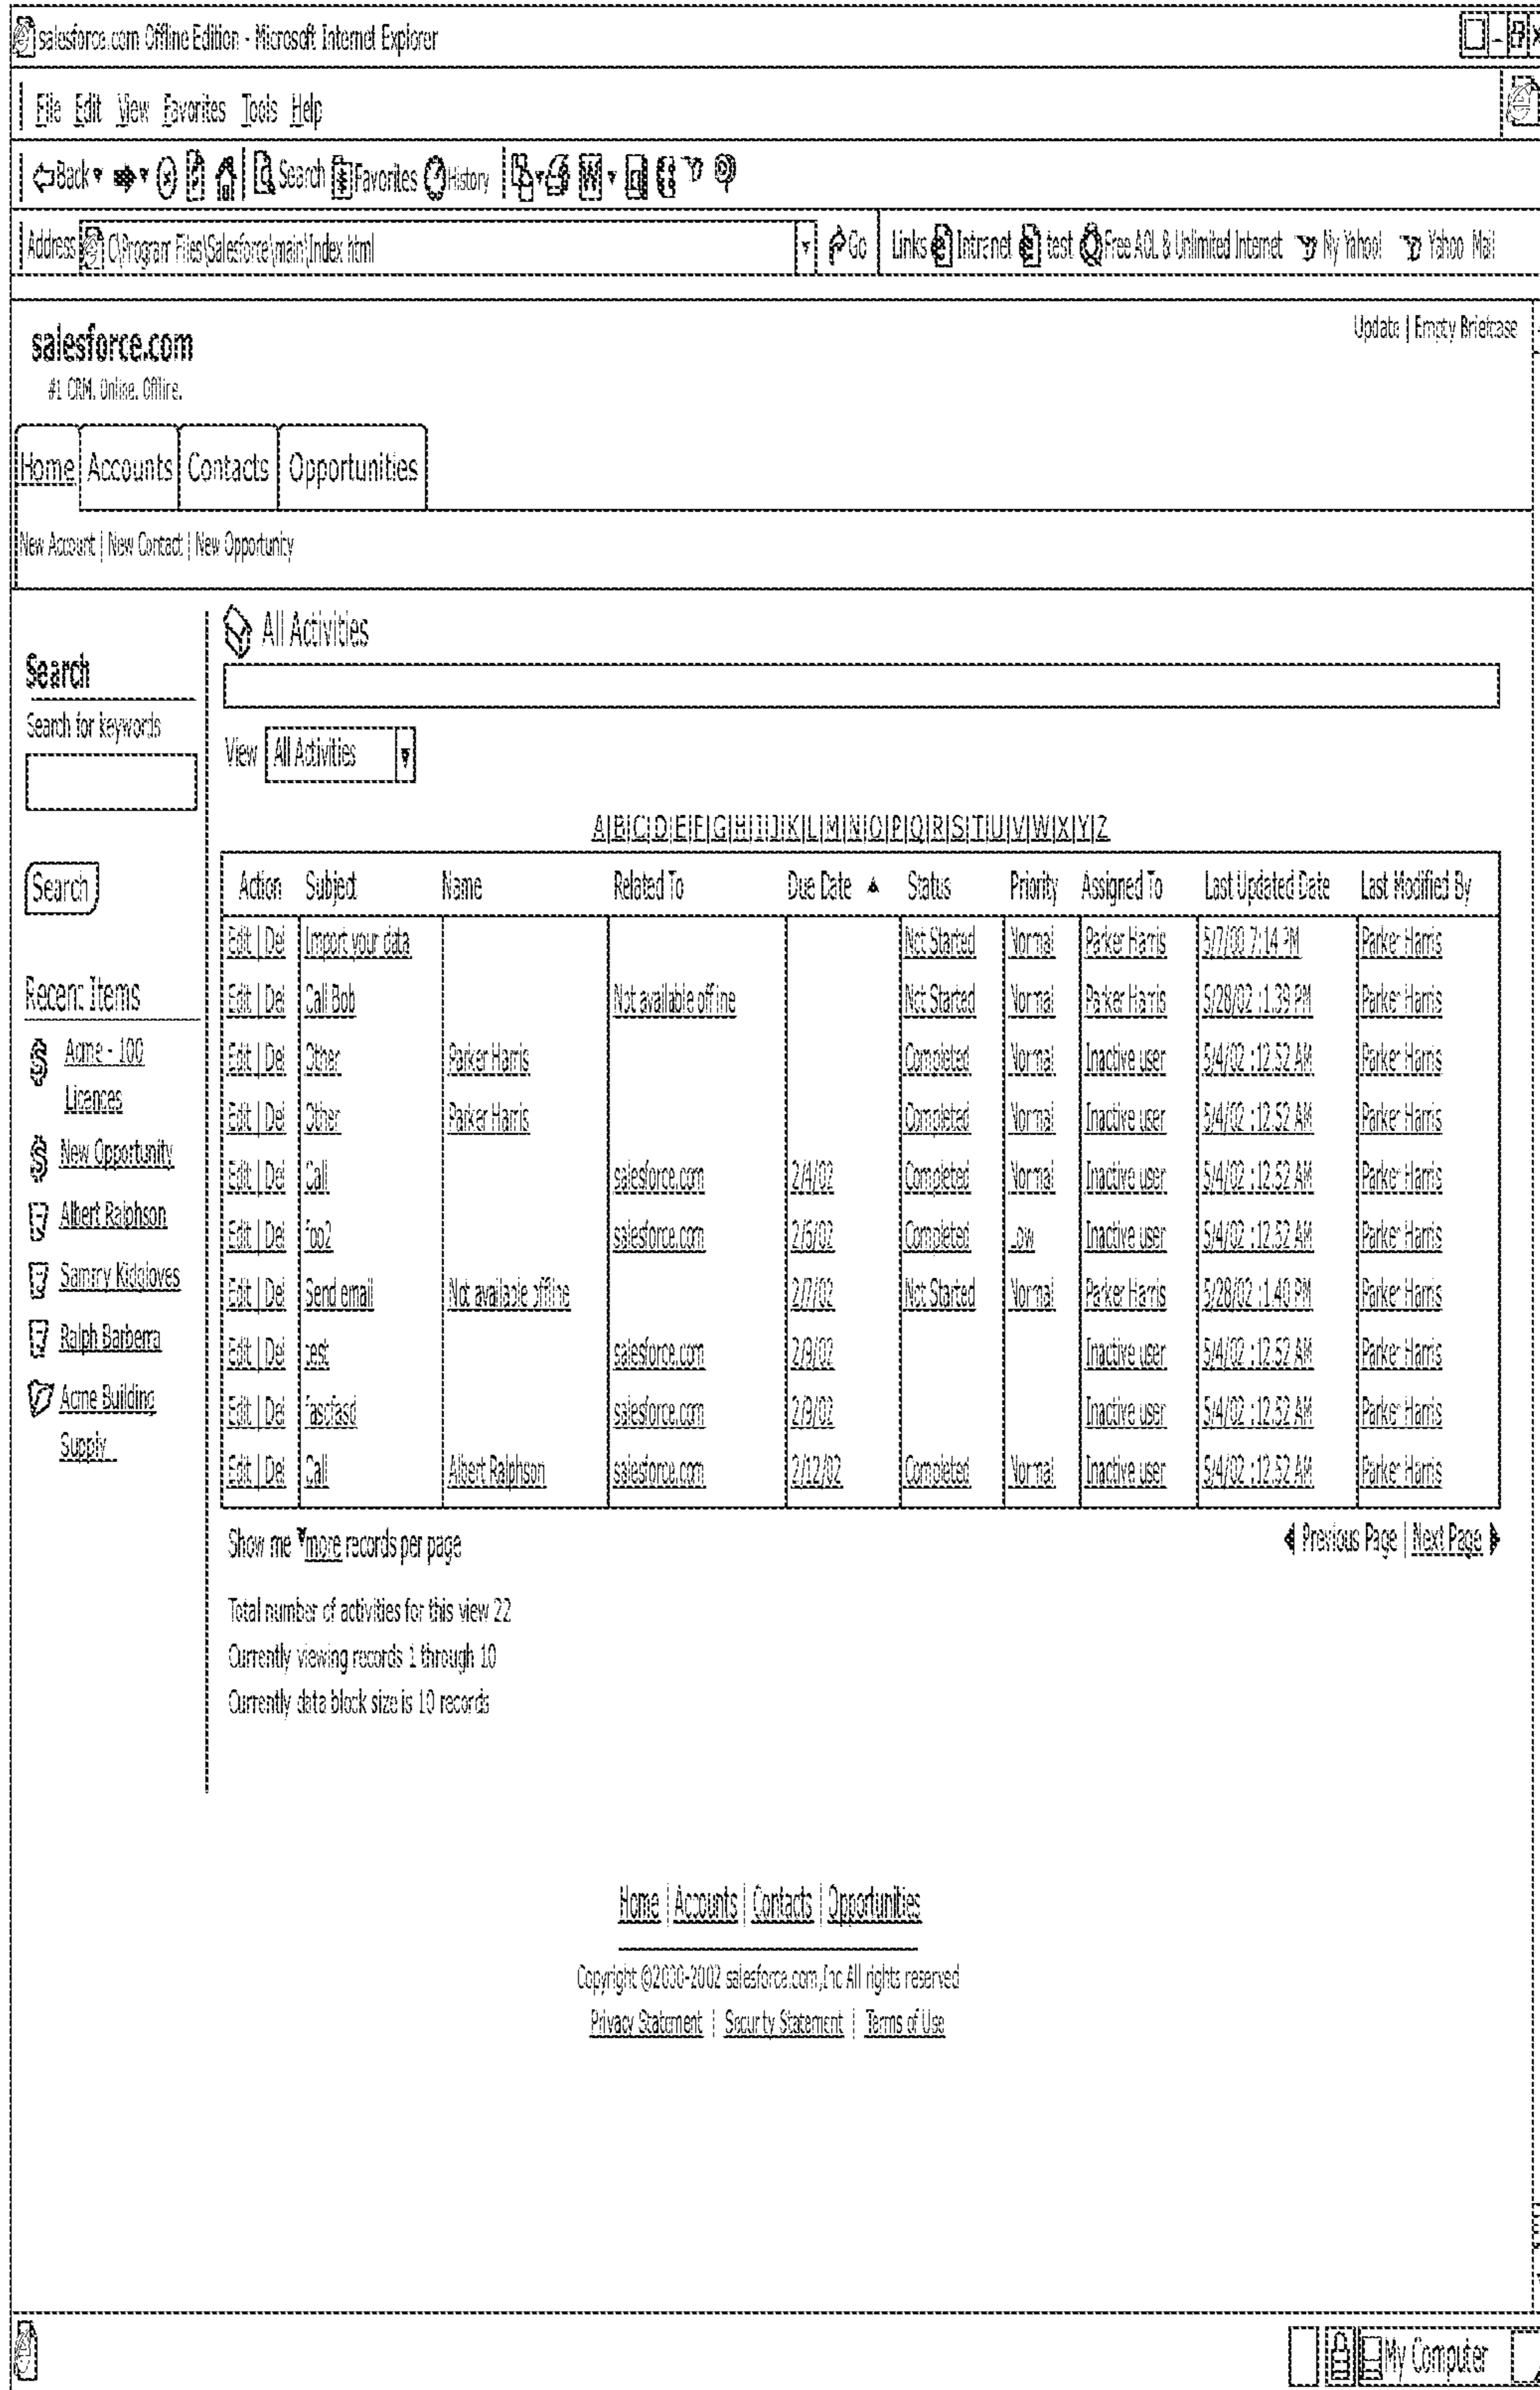 salesforce.com Offline Edition - Microsoft Internet Explorer
File Edit View Favorites Tools Help
Back Search Favorites History W
Address C\Program Files\Salesforce\main\Index html Go Links Intranet test Free AOL & Unlimited Internet My Yahoo! Yahoo Mail
salesforce.com Update | Empty Briefcase
#1 CRM. Online. Offline.
Home Accounts Contacts Opportunities
New Account | New Contact | New Opportunity
All Activities
Search
Search for keywords
View All Activities
A|B|C|D|E|F|G|H|I|J|K|L|M|N|O|P|Q|R|S|T|U|V|W|X|Y|Z
Search
Action Subject Name Related To Due Date Status Priority Assigned To Last Updated Date Last Modified By
Edit | Del Import your data Not Started Normal Parker Harris 7:14 PM Parker Harris
Edit | Del Call Bob Not available offline Not Started Normal Parker Harris 5/28/02 :1.39 PM Parker Harris
Edit | Del Other Parker Harris Completed Normal Inactive user 5/4/02 :12.52 AM Parker Harris
Edit | Del Other Parker Harris Completed Normal Inactive user 5/4/02 :12.52 AM Parker Harris
Edit | Del Call salesforce.com 2/4/02 Completed Normal Inactive user 5/4/02 :12.52 AM Parker Harris
Edit | Del foo2 salesforce.com Completed Low Inactive user 5/4/02 :12.52 AM Parker Harris
Edit | Del Send email Not available offline 2/7/02 Not Started Normal Parker Harris 5/28/02 :1.40 PM Parker Harris
Edit | Del test salesforce.com 2/9/02 Inactive user 5/4/02 :12.52 AM Parker Harris
Edit | Del salesforce.com 2/9/02 Inactive user 5/4/02 :12.52 AM Parker Harris
Edit | Del Call Albert Ralphson salesforce.com 2/12/02 Completed Normal Inactive user 5/4/02 :12.52 AM Parker Harris
Recent Items
Acme - 100
Licances
New Opportunity
Albert Ralphson
Sammy Kidgloves
Ralph Barberra
Acme Building
Supply
Show me more records per page Previous Page | Next Page
Total number of activities for this view 22
Currently viewing records 1 through 10
Currently data block size is 10 records
Home | Accounts | Contacts | Opportunities
Copyright ©2000-2002 salesforce.com,Inc All rights reserved
Privacy Statement | Security Statement | Terms of Use
My Computer